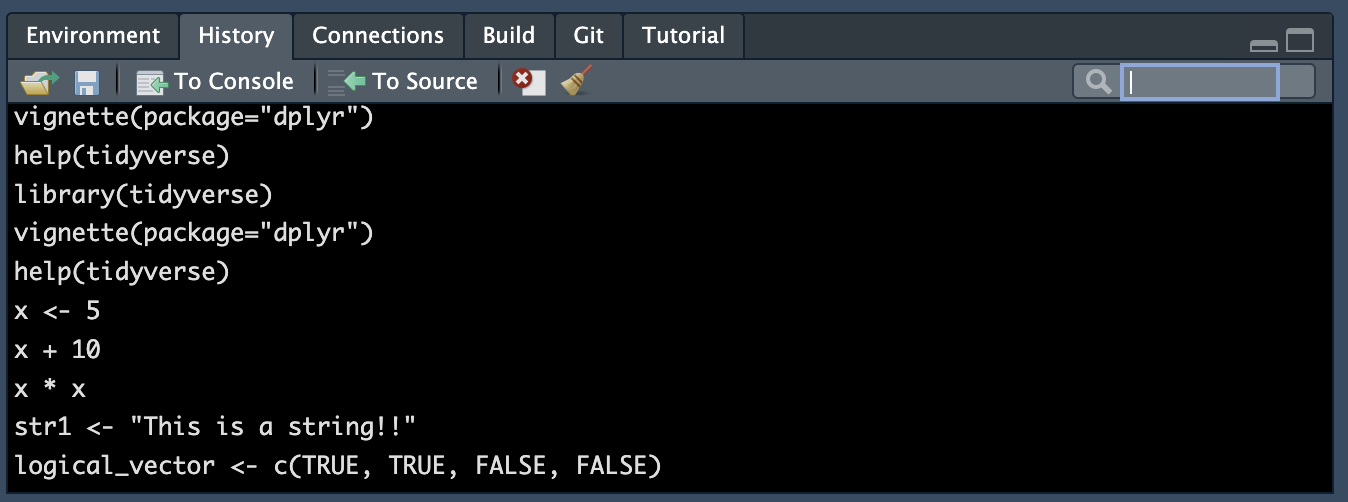 Environment History Connections Build Git Tutorial
To Console To Source
vignette(package="dplyr")
help(tidyverse)
library(tidyverse)
vignette(package="dplyr")
help(tidyverse)
x <- 5
x + 10
x * x
str1 <- "This is a string!!"
logical_vector <- c(TRUE, TRUE, FALSE, FALSE)